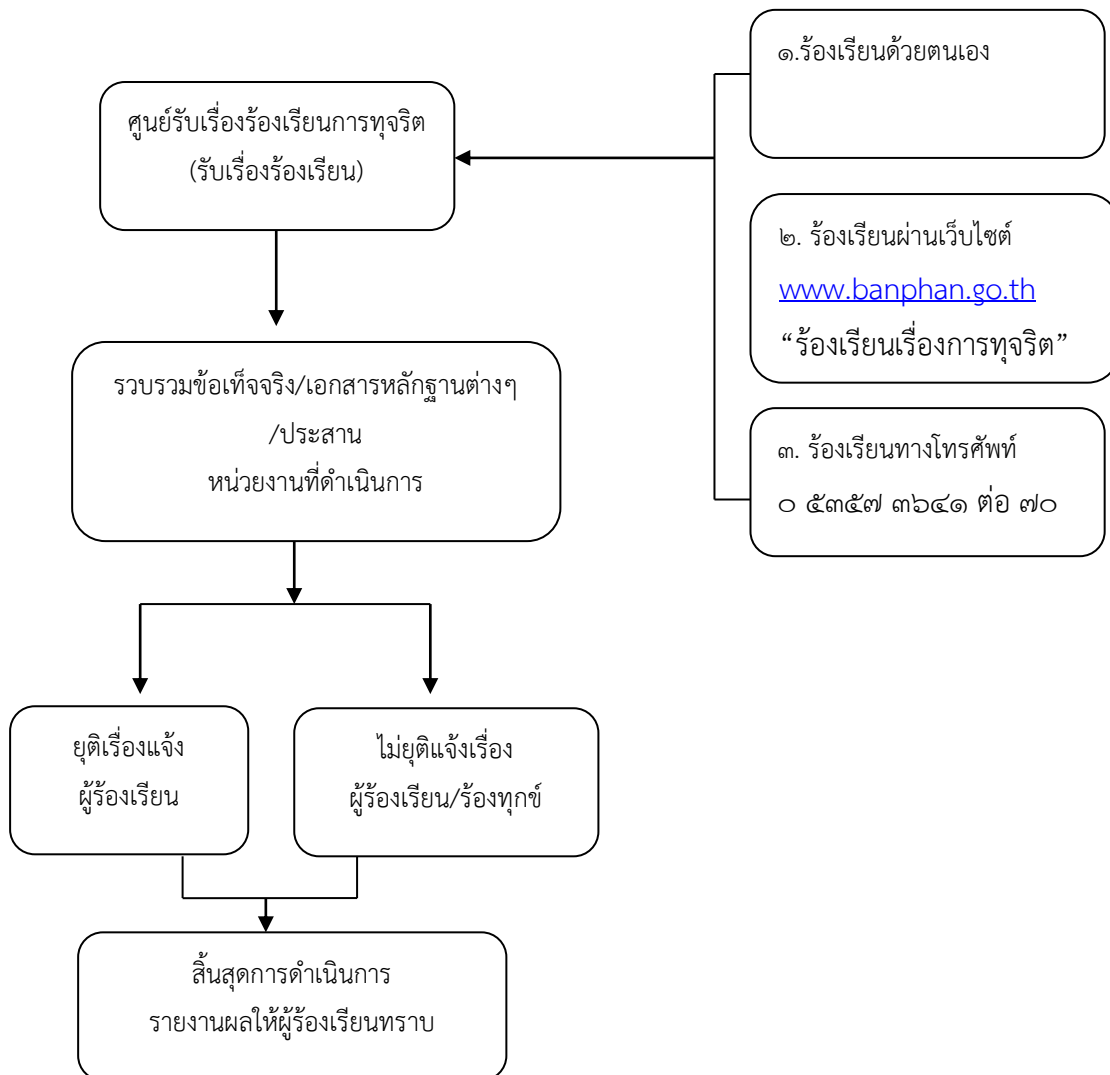 ๑.ร้องเรียนด้วยตนเอง
ศูนย์รับเรื่องร้องเรียนการทุจริต
(รับเรื่องร้องเรียน)
๒. ร้องเรียนผ่านเว็บไซต์
www.banphan.go.th
“ร้องเรียนเรื่องการทุจริต”
๓. ร้องเรียนทางโทรศัพท์
๐ ๕๓๕๗ ๓๖๔๑ ต่อ ๗๐
รวบรวมข้อเท็จจริง/เอกสารหลักฐานต่างๆ
/ประสาน
หน่วยงานที่ดำเนินการ
ยุติเรื่องแจ้ง
ผู้ร้องเรียน
ไม่ยุติแจ้งเรื่อง
ผู้ร้องเรียน/ร้องทุกข์
สิ้นสุดการดำเนินการ
รายงานผลให้ผู้ร้องเรียนทราบ